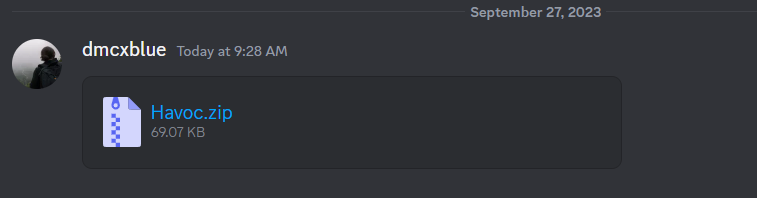 September 27, 2023
dmcxblue Today at 9:28 AM
Havoc.zip
69.07 KB